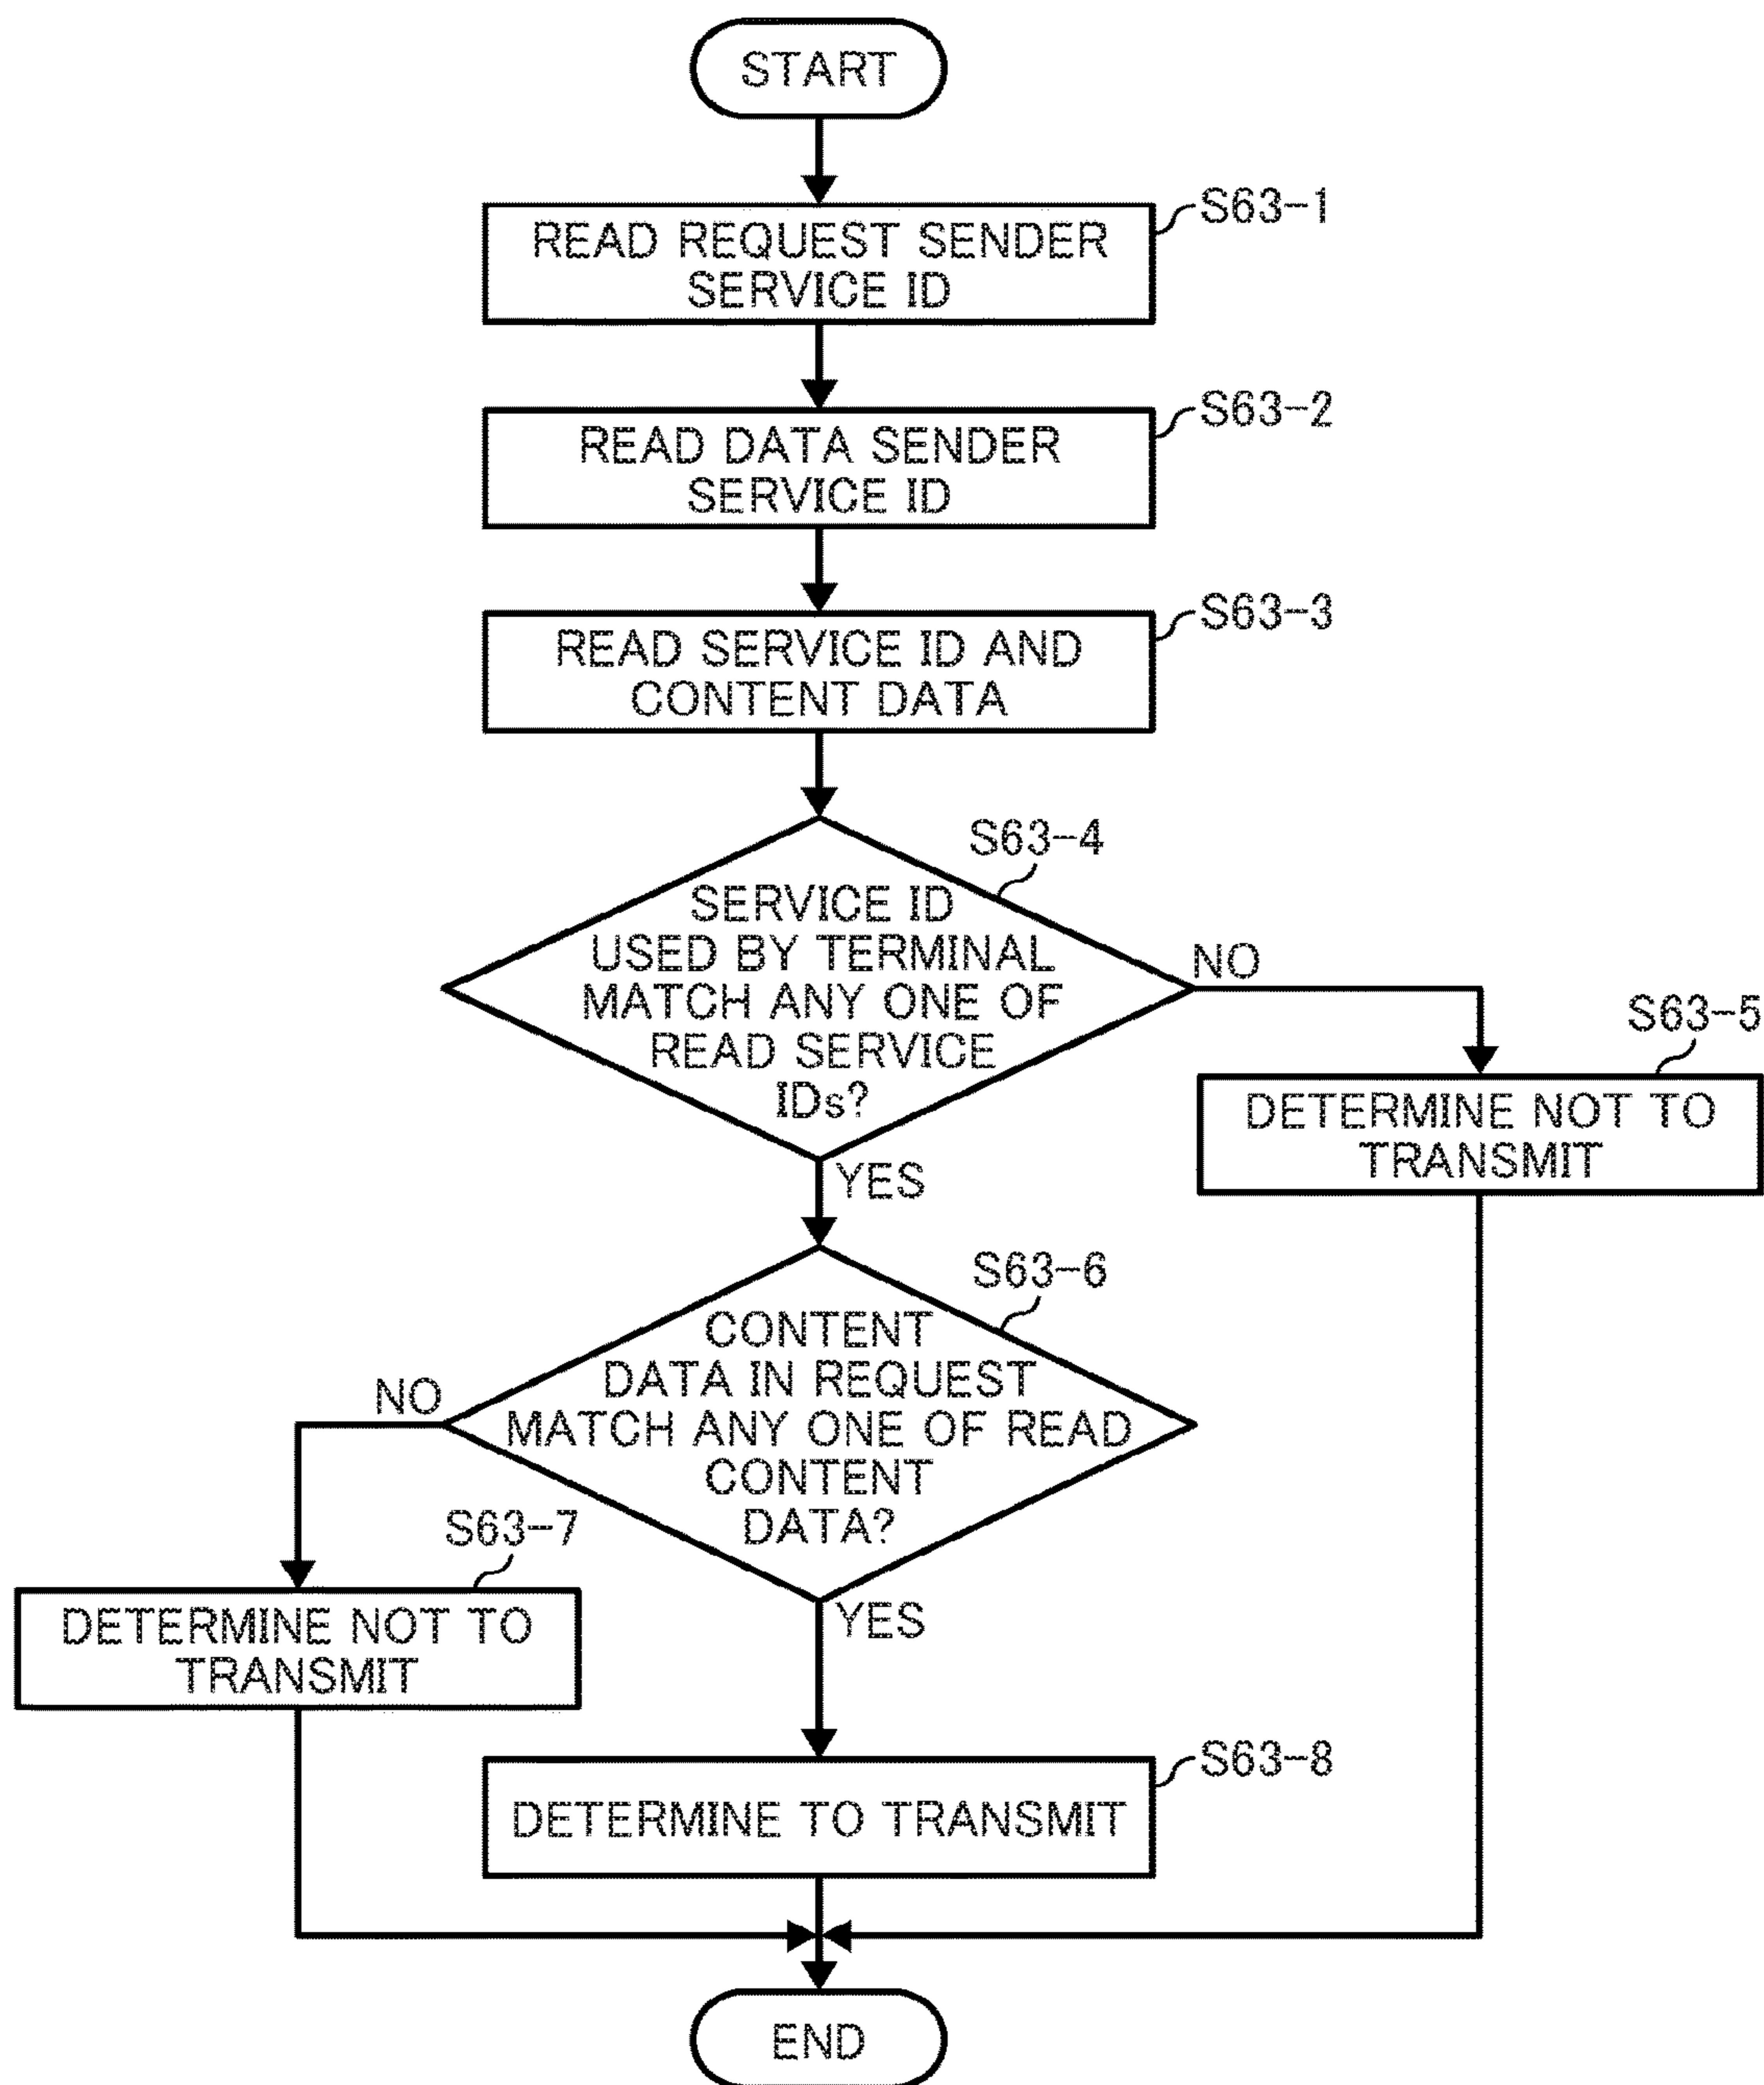 START
S63-1
READ REQUEST SENDER
SERVICE ID
S63-2
READ DATA SENDER
SERVICE ID
S63-3
READ SERVICE ID AND
CONTENT DATA
S63-4
SERVICE ID
USED BY TERMINAL
MATCH ANY ONE OF
READ SERVICE
IDs?
NO
S63-5
DETERMINE NOT TO
TRANSMIT
YES
S63-6
CONTENT
DATA IN REQUEST
MATCH ANY ONE OF READ
CONTENT
DATA?
NO
S63-7
DETERMINE NOT TO
TRANSMIT
YES
S63-8
DETERMINE TO TRANSMIT
END